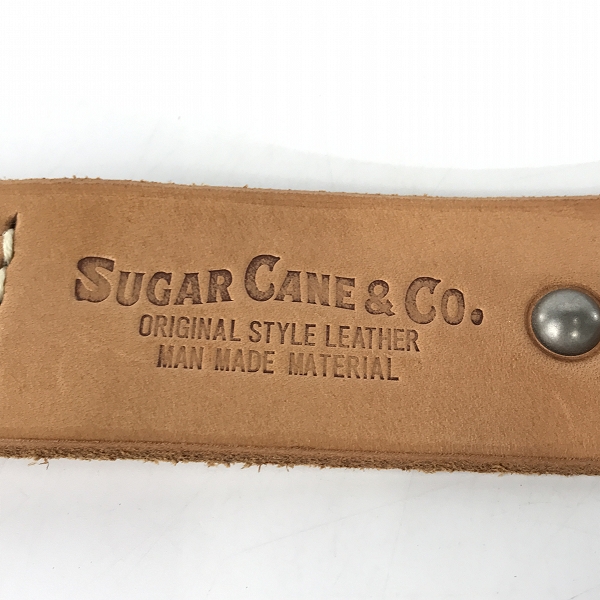 SUGAR CANE & CO.
ORIGINAL STYLE LEATHER
MAN MADE MATERIAL